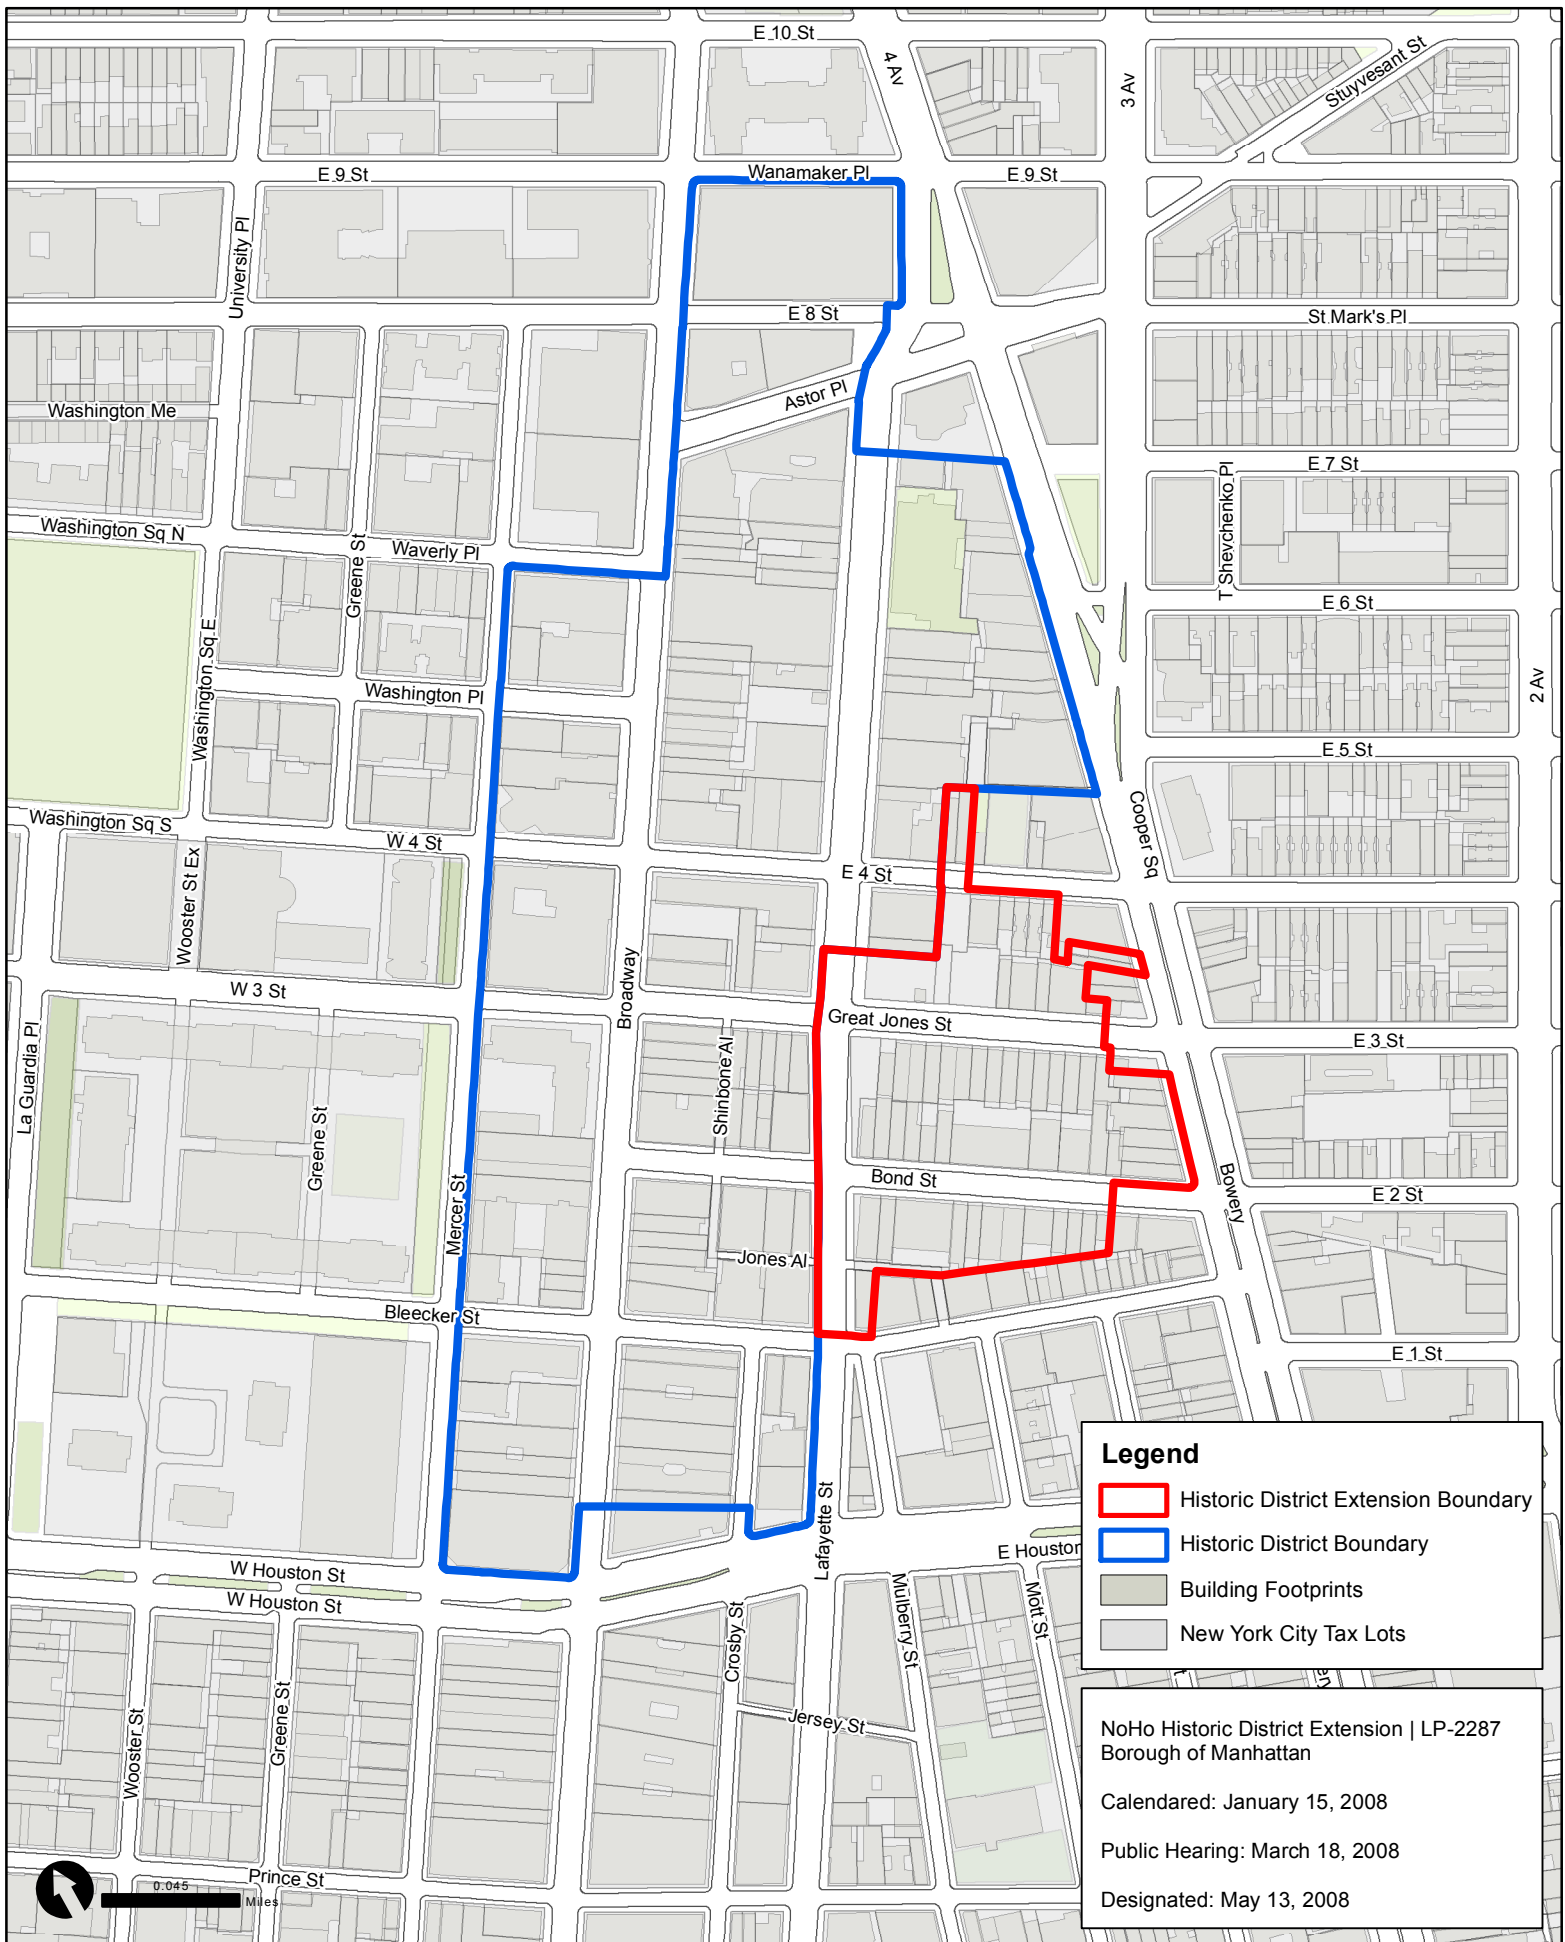 E 10 St
4 Av
3 Av
Stuyvesant St
E 9 St
Wanamaker Pl
E 9 St
University Pl
E 8 St
St Mark's Pl
Astor Pl
Washington Me
E 7 St
T Shevchenko Pl
Washington Sq N
Waverly Pl
Greene St
E 6 St
Washington Sq E
Washington Pl
2 Av
E 5 St
Cooper Sq
Washington Sq S
W 4 St
Wooster St Ex
E 4 St
Broadway
W 3 St
Great Jones St
La Guardia Pl
Shinbone Al
E 3 St
Greene St
Mercer St
Bond St
Bowery
E 2 St
Jones Al
Bleecker St
E 1 St
Lafayette St
W Houston St
W Houston St
E Houston
Mulberry St
Mott St
Crosby St
Jersey St
Greene St
Wooster St
Prince St
0.045
Miles
Legend
Historic District Extension Boundary
Historic District Boundary
Building Footprints
New York City Tax Lots
NoHo Historic District Extension | LP-2287
Borough of Manhattan
Calendared: January 15, 2008
Public Hearing: March 18, 2008
Designated: May 13, 2008